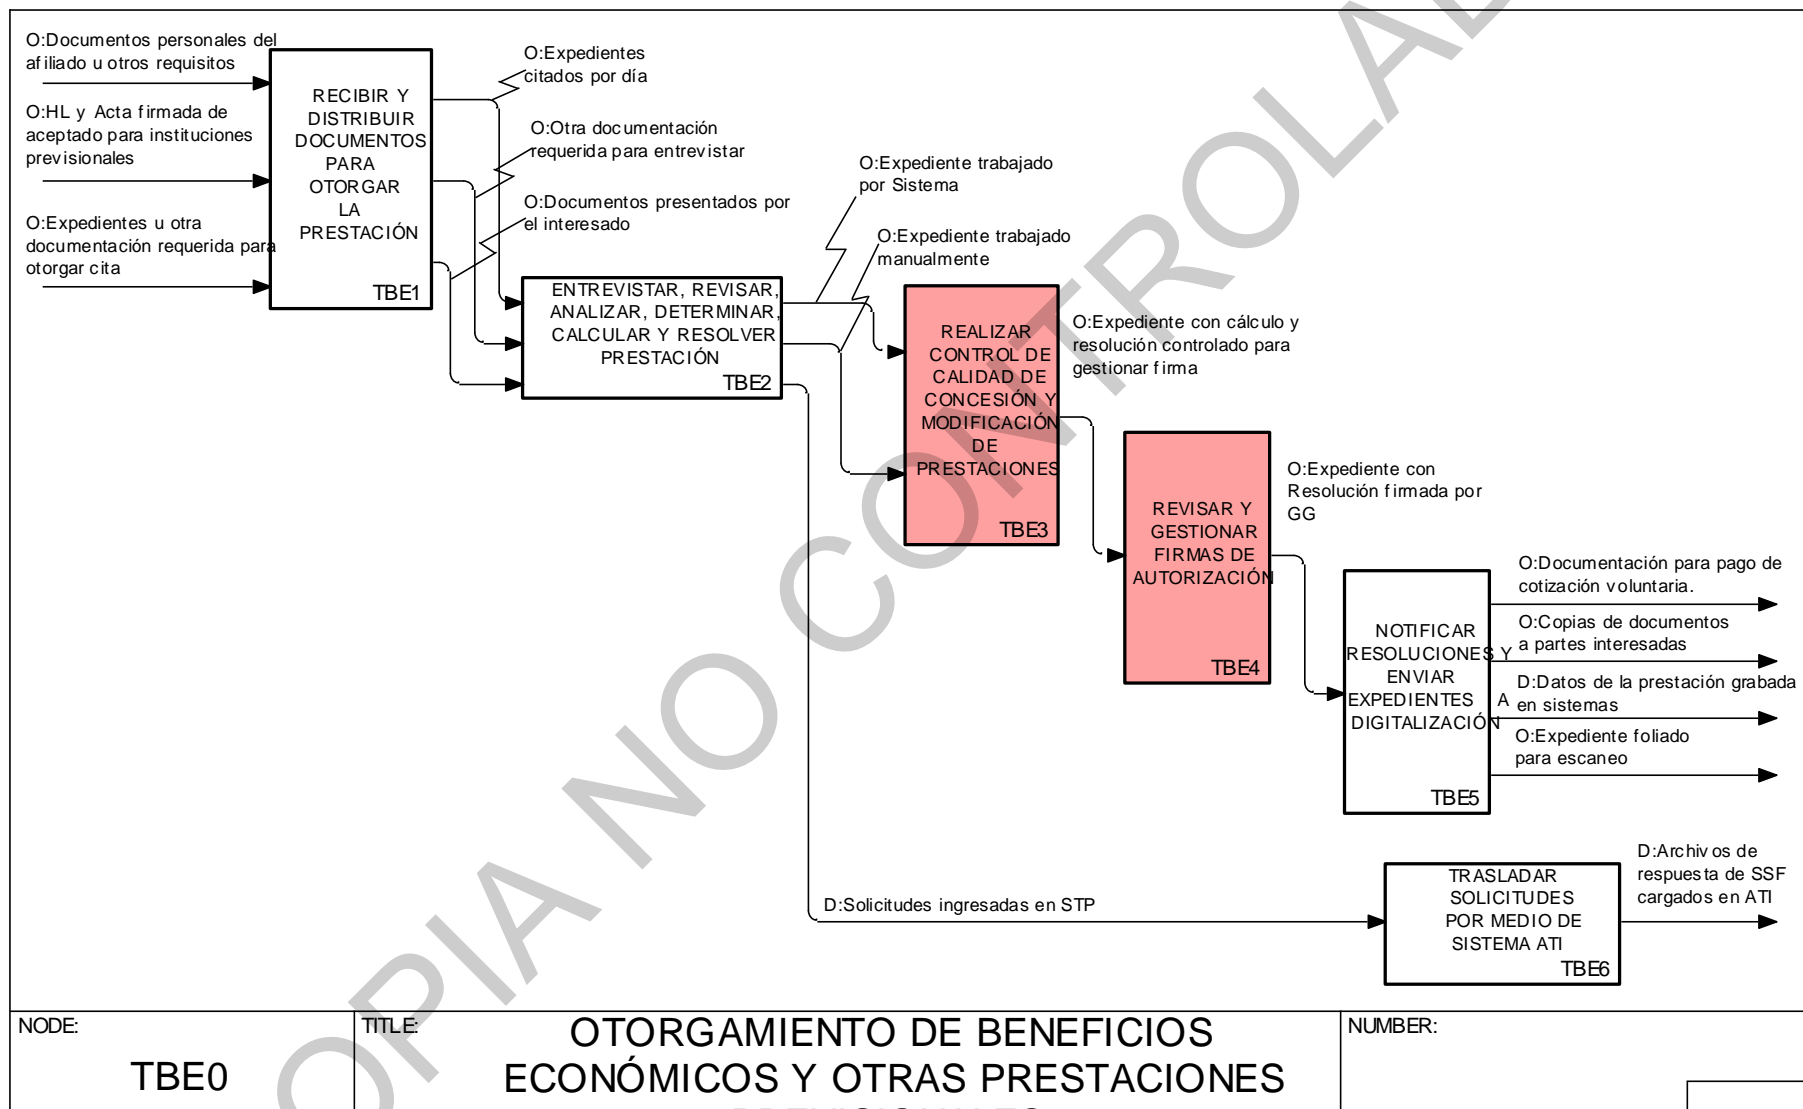 O:Documentos personales del
afiliado u otros requisitos
O:HL y Acta firmada de
aceptado para instituciones
previsionales
O:Expedientes u otra
documentación requerida para
otorgar cita
RECIBIR Y
DISTRIBUIR
DOCUMENTOS
PARA
OTORGAR
LA
PRESTACIÓN
TBE1
O:Expedientes
citados por día
O:Otra documentación
requerida para entrevistar
O:Documentos presentados por
el interesado
ENTREVISTAR, REVISAR,
ANALIZAR, DETERMINAR,
CALCULAR Y RESOLVER
PRESTACIÓN
TBE2
O:Expediente trabajado
por Sistema
O:Expediente trabajado
manualmente
REALIZAR
CONTROL DE
CALIDAD DE
CONCESIÓN Y
MODIFICACIÓN
DE
PRESTACIONES
TBE3
O:Expediente con cálculo y
resolución controlado para
gestionar firma
REVISAR Y
GESTIONAR
FIRMAS DE
AUTORIZACIÓN
TBE4
O:Expediente con
Resolución firmada por
GG
NOTIFICAR
RESOLUCIONES Y
ENVIAR
EXPEDIENTES A
DIGITALIZACIÓN
TBE5
O:Documentación para pago de
cotización voluntaria.
O:Copias de documentos
a partes interesadas
D:Datos de la prestación grabada
en sistemas
O:Expediente foliado
para escaneo
D:Solicitudes ingresadas en STP
TRASLADAR
SOLICITUDES
POR MEDIO DE
SISTEMA ATI
TBE6
D:Archivos de
respuesta de SSF
cargados en ATI
OPIA NO CONTROLA
NODE:
TBE0
TITLE:
OTORGAMIENTO DE BENEFICIOS
ECONÓMICOS Y OTRAS PRESTACIONES
NUMBER: